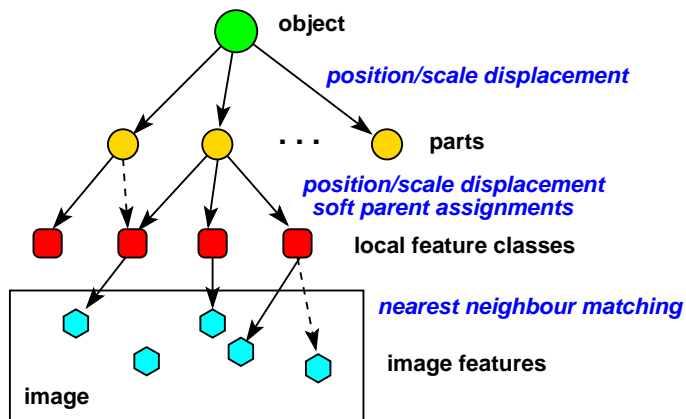 object
position/scale displacement
. . .
parts
position/scale displacement
soft parent assignments
local feature classes
nearest neighbour matching
image features
image